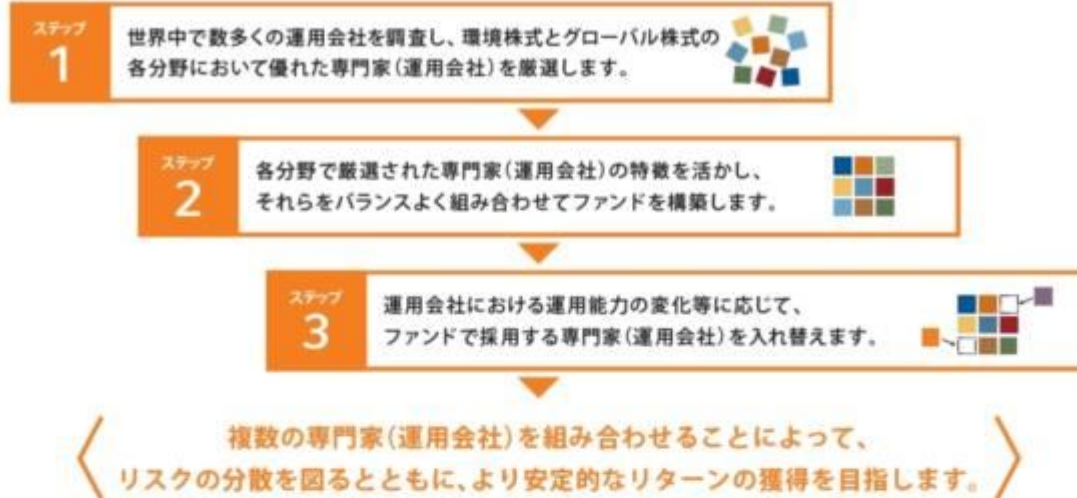 ステップ
1
世界中で数多くの運用会社を調査し、環境株式とグローバル株式の
各分野において優れた専門家(運用会社)を厳選します。
ステップ
2
各分野で厳選された専門家(運用会社)の特徴を活かし、
それらをバランスよく組み合わせてファンドを構築します。
ステップ
3
運用会社における運用能力の変化等に応じて、
ファンドで採用する専門家(運用会社)を入れ替えます。
複数の専門家(運用会社)を組み合わせることによって、
リスクの分散を図るとともに、より安定的なリターンの獲得を目指します。